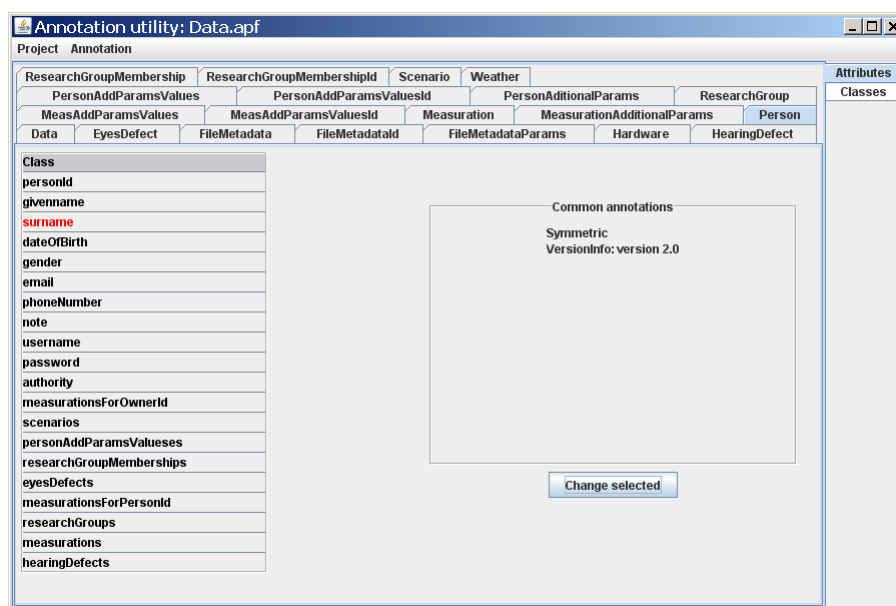 Annotation utility: Data.apf
Project Annotation
ResearchGroupMembership ResearchGroupMembershipId Scenario Weather
PersonAddParamsValues PersonAddParamsValuesId PersonAditionalParams ResearchGroup
MeasAddParamsValues MeasAddParamsValuesId Measuration MeasurationAdditionalParams Person
Data EyesDefect FileMetadata FileMetadataId FileMetadataParams Hardware HearingDefect
Attributes
Classes
Class
personId
givenname
surname
dateOfBirth
gender
email
phoneNumber
note
username
password
authority
measurationsForOwnerId
scenarios
personAddParamsValueses
researchGroupMemberships
eyesDefects
measurationsForPersonId
researchGroups
measurations
hearingDefects
Common annotations
Symmetric
VersionInfo: version 2.0
Change selected